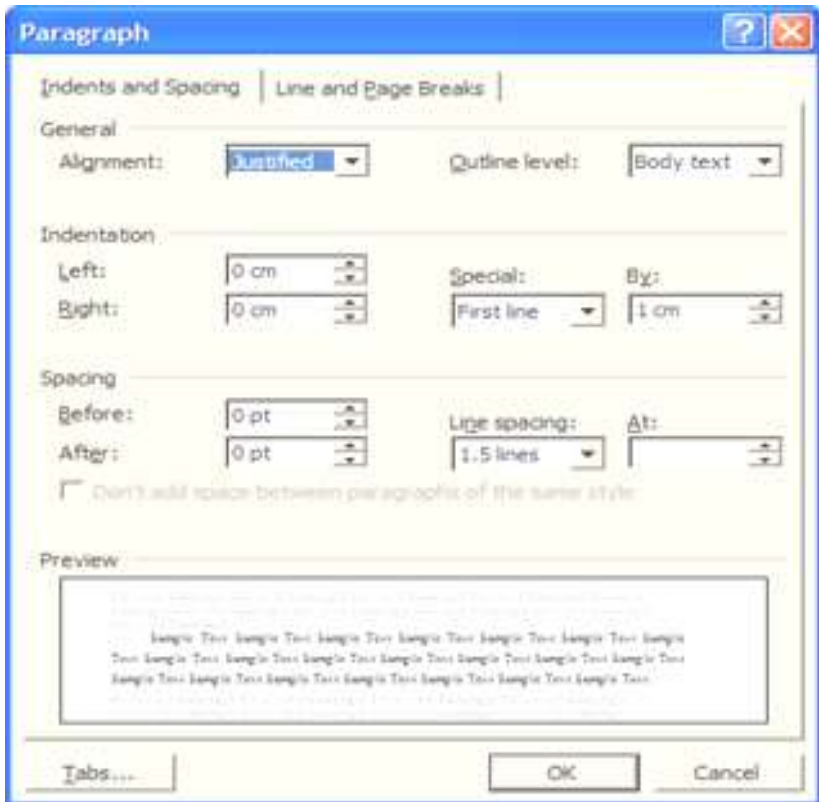 Paragraph
Indents and Spacing Line and Page Breaks
General
Alignment: Justified Outline level: Body text
Indentation
Left: 0 cm
Special: By:
Right: 0 cm First line 1 cm
Spacing
Before: 0 pt
Line spacing: At:
After: 0 pt 1.5 lines
Don't add space between paragraphs of the same style
Preview
Sample Text Sample Text Sample Text Sample Text Sample Text Sample Text Sample
Text Sample Text Sample Text Sample Text Sample Text Sample Text Sample Text
Sample Text Sample Text Sample Text Sample Text Sample Text Sample Text
Tabs... OK Cancel